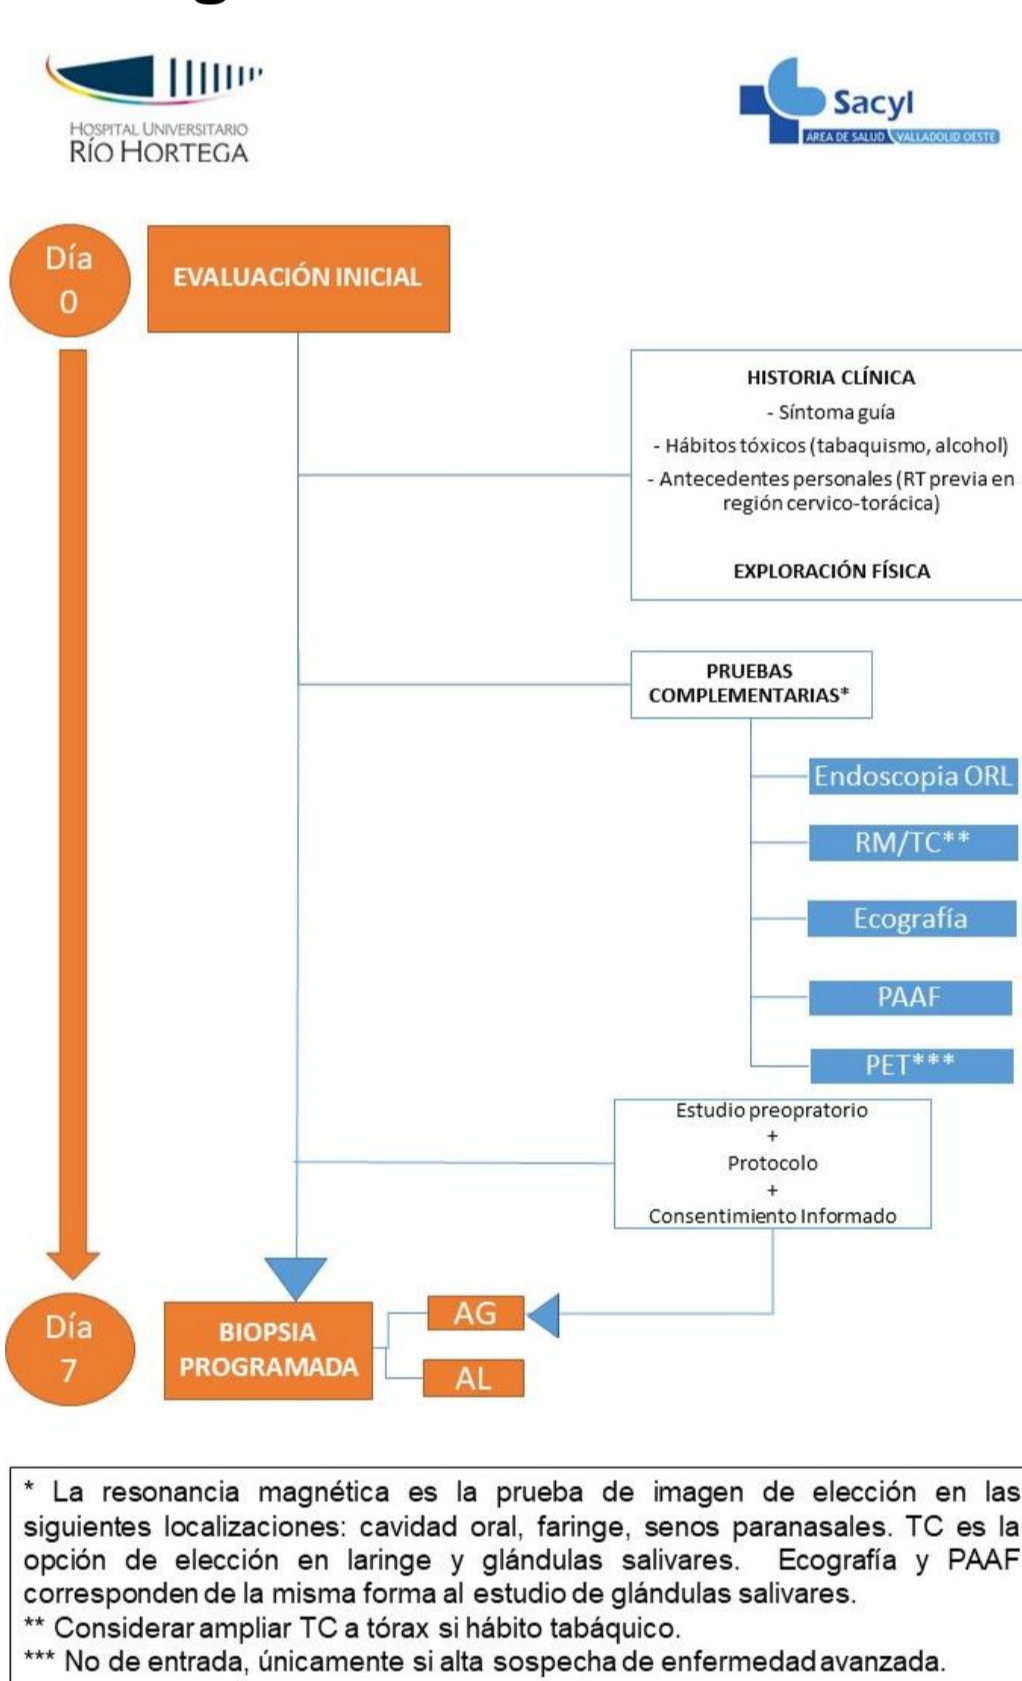 HOSPITAL UNIVERSITARIO
RÍO HORTEGA
Sacyl
ÁREA DE SALUD VALLADOLID OESTE
Día
0
EVALUACIÓN INICIAL
HISTORIA CLÍNICA
- Síntoma guía
- Hábitos tóxicos (tabaquismo, alcohol)
- Antecedentes personales (RT previa en
región cervico-torácica)
EXPLORACIÓN FÍSICA
PRUEBAS
COMPLEMENTARIAS*
Endoscopia ORL
RM/TC**
Ecografía
PAAF
PET***
Estudio preopratorio
+
Protocolo
+
Consentimiento Informado
Día
7
BIOPSIA
PROGRAMADA
AG
AL
* La resonancia magnética es la prueba de imagen de elección en las
siguientes localizaciones: cavidad oral, faringe, senos paranasales. TC es la
opción de elección en laringe y glándulas salivares. Ecografía y PAAF
corresponden de la misma forma al estudio de glándulas salivares.
** Considerar ampliar TC a tórax si hábito tabáquico.
*** No de entrada, únicamente si alta sospecha de enfermedad avanzada.